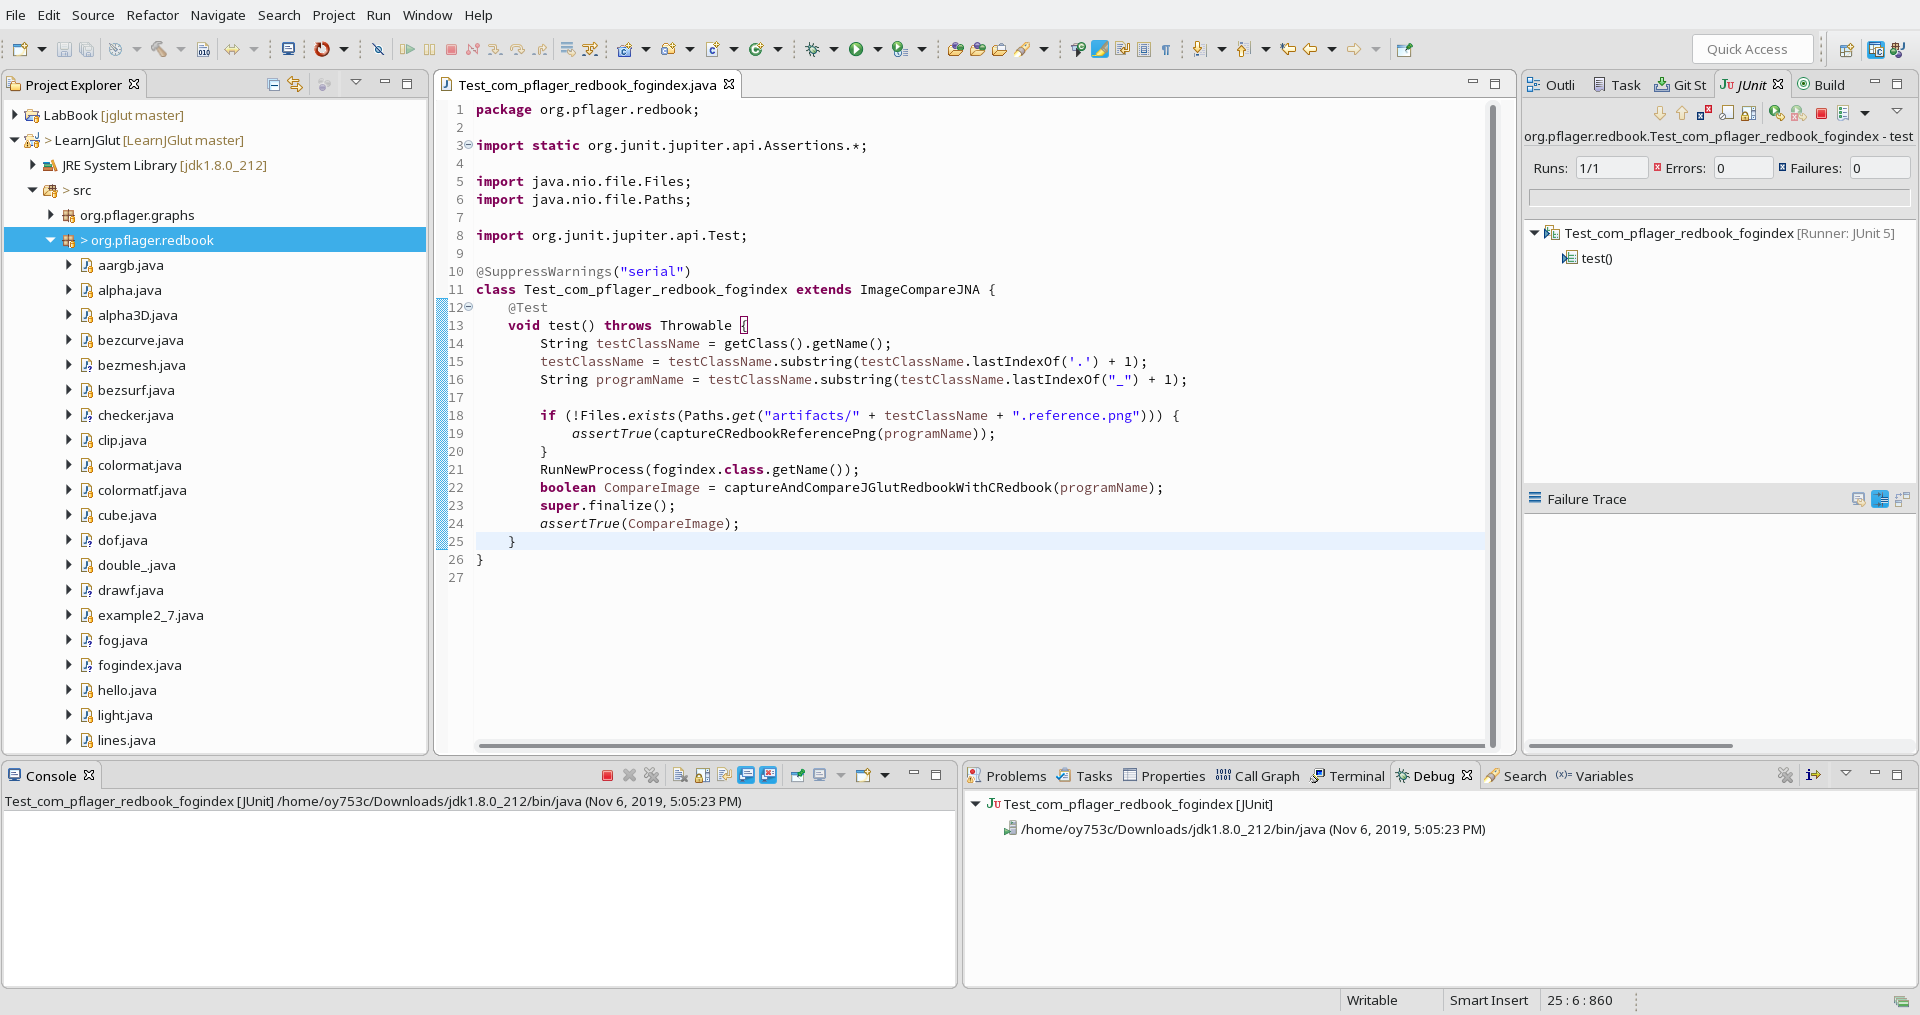 File Edit Source Refactor Navigate Search Project Run Window Help
Quick Access
Project Explorer
LabBook [jglut master]
> LearnJGlut [LearnJGlut master]
JRE System Library [jdk1.8.0_212]
> src
org.pflager.graphs
> org.pflager.redbook
aargb.java
alpha.java
alpha3D.java
bezcurve.java
bezmesh.java
bezsurf.java
checker.java
clip.java
colormat.java
colormatf.java
cube.java
dof.java
double_.java
drawf.java
example2_7.java
fog.java
fogindex.java
hello.java
light.java
lines.java
Test_com_pflager_redbook_fogindex.java
1 package org.pflager.redbook;
2
3 import static org.junit.jupiter.api.Assertions.*;
4
5 import java.nio.file.Files;
6 import java.nio.file.Paths;
7
8 import org.junit.jupiter.api.Test;
9
10 @SuppressWarnings("serial")
11 class Test_com_pflager_redbook_fogindex extends ImageCompareJNA {
12     @Test
13     void test() throws Throwable {
14         String testClassName = getClass().getName();
15         testClassName = testClassName.substring(testClassName.lastIndexOf('.') + 1);
16         String programName = testClassName.substring(testClassName.lastIndexOf("_") + 1);
17
18         if (!Files.exists(Paths.get("artifacts/" + testClassName + ".reference.png"))) {
19             assertTrue(captureCRedbookReferencePng(programName));
20         }
21         RunNewProcess(fogindex.class.getName());
22         boolean CompareImage = captureAndCompareJGlutRedbookWithCRedbook(programName);
23         super.finalize();
24         assertTrue(CompareImage);
25     }
26 }
27
Outli Task Git St JUnit Build
org.pflager.redbook.Test_com_pflager_redbook_fogindex - test
Runs: 1/1 Errors: 0 Failures: 0
Test_com_pflager_redbook_fogindex [Runner: JUnit 5]
test()
Failure Trace
Console
Test_com_pflager_redbook_fogindex [JUnit] /home/oy753c/Downloads/jdk1.8.0_212/bin/java (Nov 6, 2019, 5:05:23 PM)
Problems Tasks Properties Call Graph Terminal Debug Search Variables
Test_com_pflager_redbook_fogindex [JUnit]
/home/oy753c/Downloads/jdk1.8.0_212/bin/java (Nov 6, 2019, 5:05:23 PM)
Writable Smart Insert 25 : 6 : 860